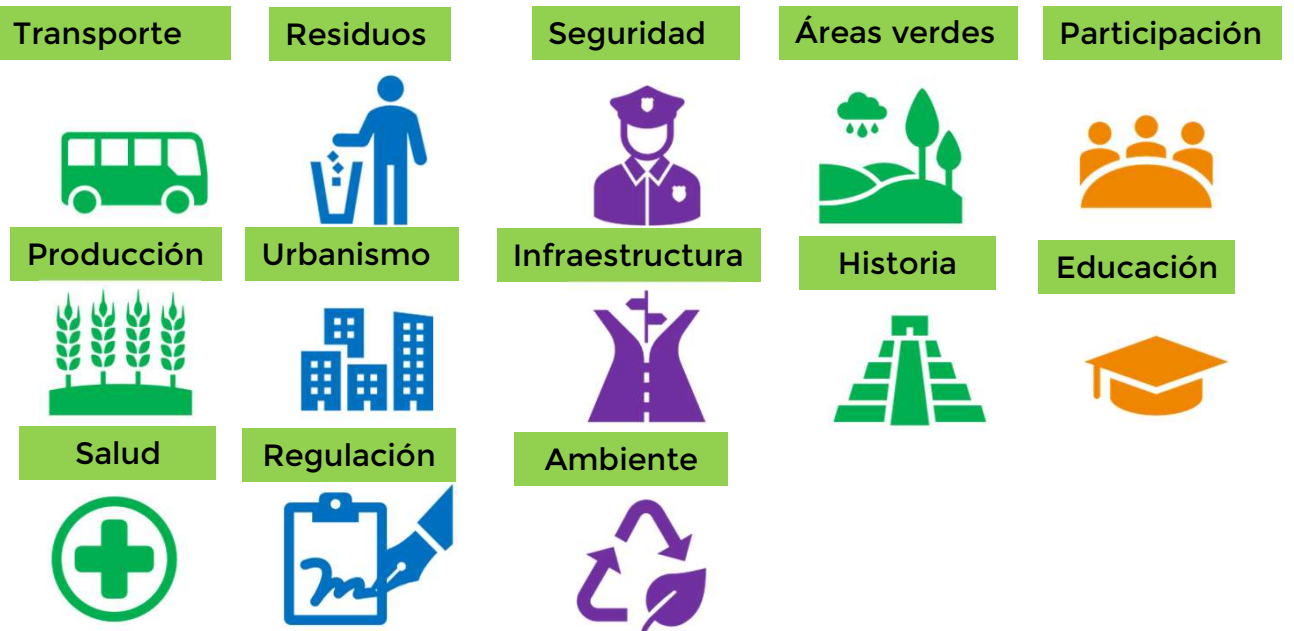 Transporte
Residuos
Seguridad
Áreas verdes
Participación
Producción
Urbanismo
Infraestructura
Historia
Educación
Salud
Regulación
Ambiente